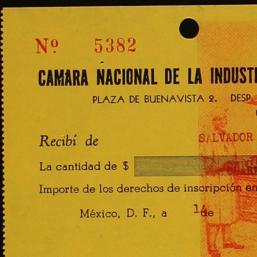 Nº 5382
CAMARA NACIONAL DE LA INDUST
PLAZA DE BUENAVISTA 2. DESP.
Recibí de SALVADOR
La cantidad de $
Importe de los derechos de inscripción en
México, D. F., a 14 de